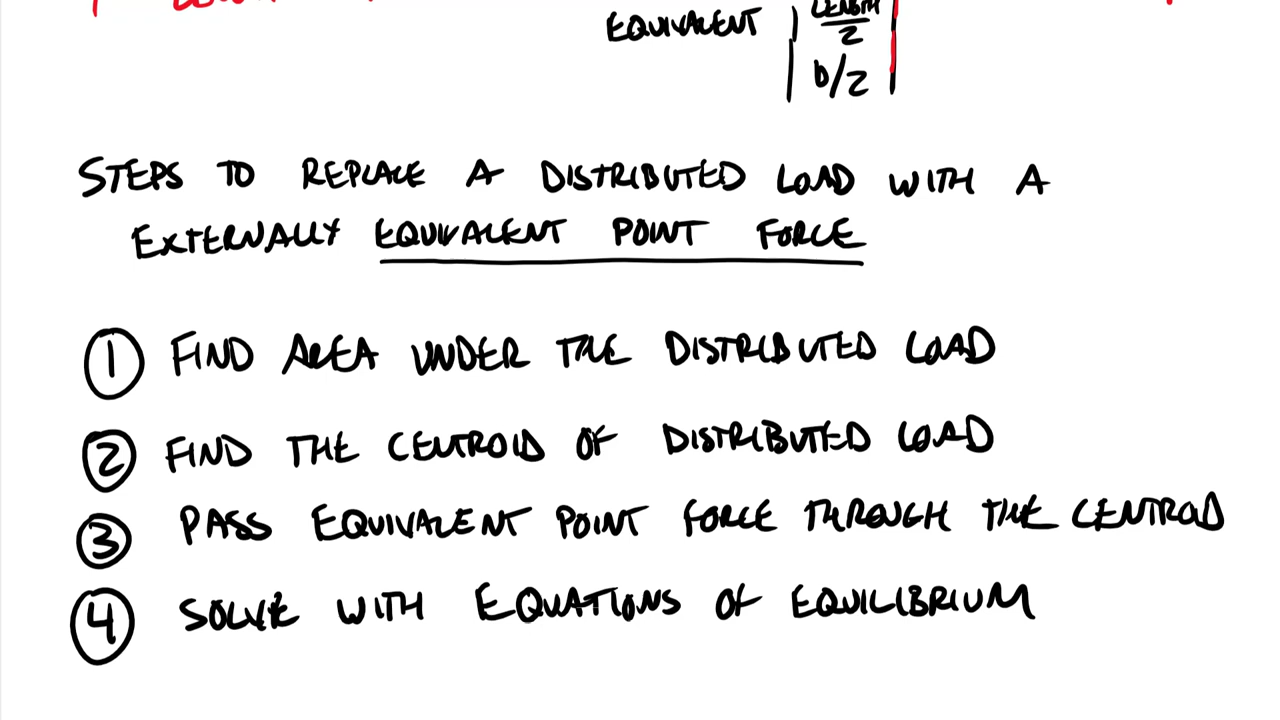 LENGTH
EQUIVALENT 2
b/2
STEPS TO REPLACE A DISTRIBUTED LOAD WITH A
EXTERNALLY EQUIVALENT POINT FORCE
1 FIND AREA UNDER THE DISTRIBUTED LOAD
2 FIND THE CENTROID OF DISTRIBUTED LOAD
3 PASS EQUIVALENT POINT FORCE THROUGH THE CENTROID
4 SOLVE WITH EQUATIONS OF EQUILIBRIUM